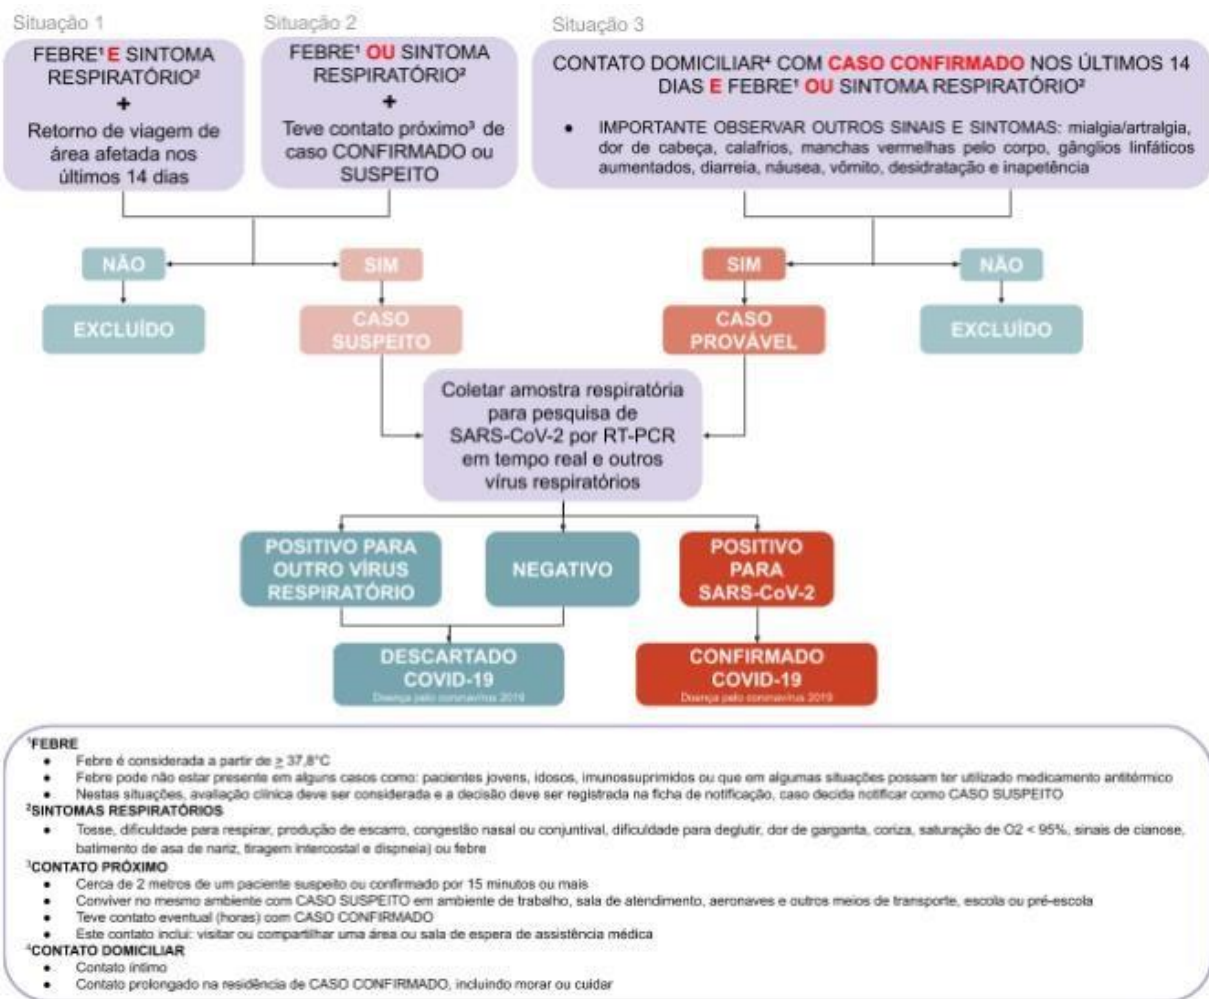 Situação 1
FEBRE¹ E SINTOMA
RESPIRATÓRIO²
+
Retorno de viagem de
área afetada nos
últimos 14 dias
Situação 2
FEBRE¹ OU SINTOMA
RESPIRATÓRIO²
+
Teve contato próximo³ de
caso CONFIRMADO ou
SUSPEITO
Situação 3
CONTATO DOMICILIAR⁴ COM CASO CONFIRMADO NOS ÚLTIMOS 14
DIAS E FEBRE¹ OU SINTOMA RESPIRATÓRIO²
• IMPORTANTE OBSERVAR OUTROS SINAIS E SINTOMAS: mialgia/artralgia,
dor de cabeça, calafrios, manchas vermelhas pelo corpo, gânglios linfáticos
aumentados, diarreia, náusea, vômito, desidratação e inapetência
NÃO
SIM
SIM
NÃO
EXCLUÍDO
CASO
SUSPEITO
CASO
PROVÁVEL
EXCLUÍDO
Coletar amostra respiratória
para pesquisa de
SARS-CoV-2 por RT-PCR
em tempo real e outros
vírus respiratórios
POSITIVO PARA
OUTRO VÍRUS
RESPIRATÓRIO
NEGATIVO
POSITIVO
PARA
SARS-CoV-2
DESCARTADO
COVID-19
Doença pelo coronavírus 2019
CONFIRMADO
COVID-19
Doença pelo coronavírus 2019
¹FEBRE
• Febre é considerada a partir de ≥ 37,8°C
• Febre pode não estar presente em alguns casos como: pacientes jovens, idosos, imunossuprimidos ou que em algumas situações possam ter utilizado medicamento antitérmico
• Nestas situações, avaliação clínica deve ser considerada e a decisão deve ser registrada na ficha de notificação, caso decida notificar como CASO SUSPEITO
²SINTOMAS RESPIRATÓRIOS
• Tosse, dificuldade para respirar, produção de escarro, congestão nasal ou conjuntival, dificuldade para deglutir, dor de garganta, coriza, saturação de O2 < 95%, sinais de cianose,
batimento de asa de nariz, tiragem intercostal e dispneia) ou febre
³CONTATO PRÓXIMO
• Cerca de 2 metros de um paciente suspeito ou confirmado por 15 minutos ou mais
• Conviver no mesmo ambiente com CASO SUSPEITO em ambiente de trabalho, sala de atendimento, aeronaves e outros meios de transporte, escola ou pré-escola
• Teve contato eventual (horas) com CASO CONFIRMADO
• Este contato inclui: visitar ou compartilhar uma área ou sala de espera de assistência médica
⁴CONTATO DOMICILIAR
• Contato íntimo
• Contato prolongado na residência de CASO CONFIRMADO, incluindo morar ou cuidar